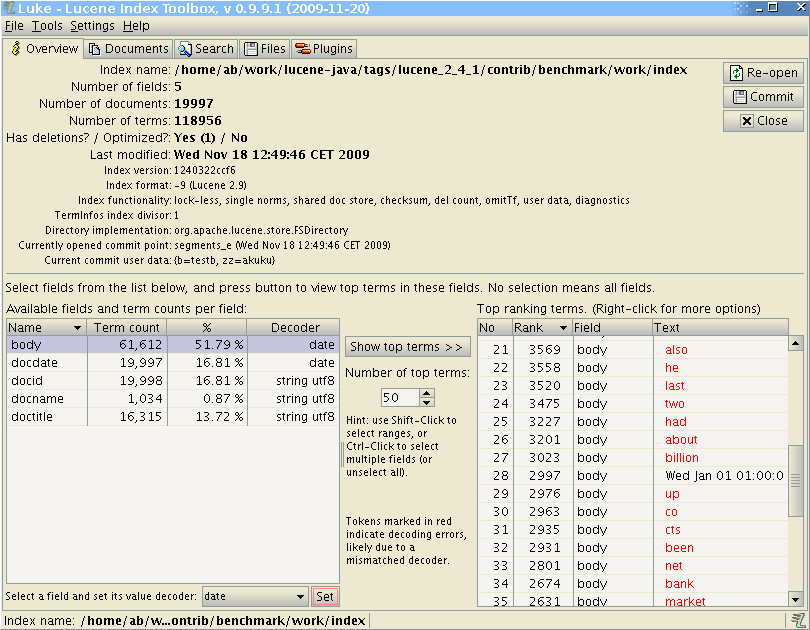 Luke - Lucene Index Toolbox, v 0.9.9.1 (2009-11-20)
File Tools Settings Help
Overview Documents Search Files Plugins
Index name: /home/ab/work/lucene-java/tags/lucene_2_4_1/contrib/benchmark/work/index
Re-open
Number of fields: 5
Number of documents: 19997
Commit
Number of terms: 118956
Close
Has deletions? / Optimized?: Yes (1) / No
Last modified: Wed Nov 18 12:49:46 CET 2009
Index version: 1240322ccf6
Index format: -9 (Lucene 2.9)
Index functionality: lock-less, single norms, shared doc store, checksum, del count, omitTf, user data, diagnostics
TermInfos index divisor: 1
Directory implementation: org.apache.lucene.store.FSDirectory
Currently opened commit point: segments_e (Wed Nov 18 12:49:46 CET 2009)
Current commit user data: {b=testb, zz=akuku}
Select fields from the list below, and press button to view top terms in these fields. No selection means all fields.
Available fields and term counts per field:
Name Term count % Decoder
body 61,612 51.79 % date
docdate 19,997 16.81 % date
docid 19,998 16.81 % string utf8
docname 1,034 0.87 % string utf8
doctitle 16,315 13.72 % string utf8
Select a field and set its value decoder: date Set
Show top terms >>
Number of top terms:
50
Hint: use Shift-Click to
select ranges, or
Ctrl-Click to select
multiple fields (or
unselect all).
Tokens marked in red
indicate decoding errors,
likely due to a
mismatched decoder.
Top ranking terms. (Right-click for more options)
No Rank Field Text
21 3569 body also
22 3558 body he
23 3520 body last
24 3475 body two
25 3227 body had
26 3201 body about
27 3023 body billion
28 2997 body Wed Jan 01 01:00:0
29 2976 body up
30 2963 body co
31 2935 body cts
32 2931 body been
33 2801 body net
34 2674 body bank
35 2631 body market
Index name: /home/ab/w...ontrib/benchmark/work/index